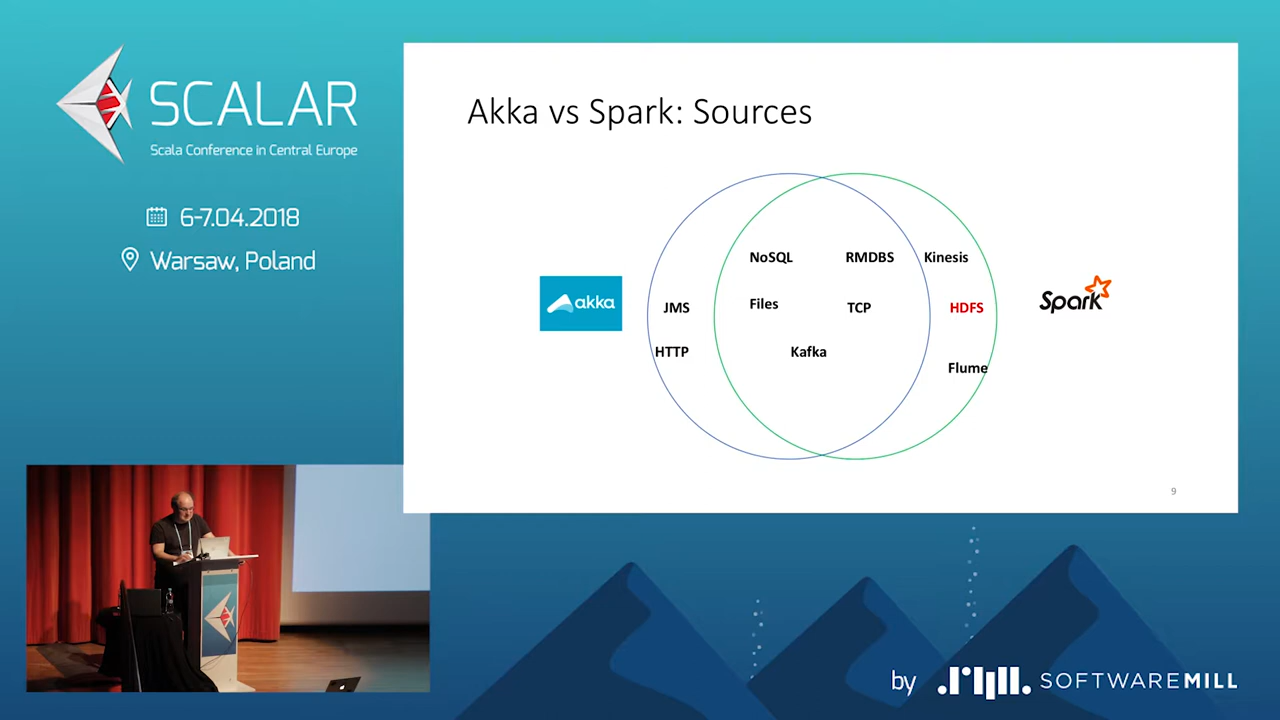 SCALAR
Scala Conference in Central Europe
6-7.04.2018
Warsaw, Poland
Akka vs Spark: Sources
NoSQL RMDBS Kinesis
akka JMS Files TCP HDFS Spark
HTTP Kafka
Flume
9
by SOFTWAREMILL